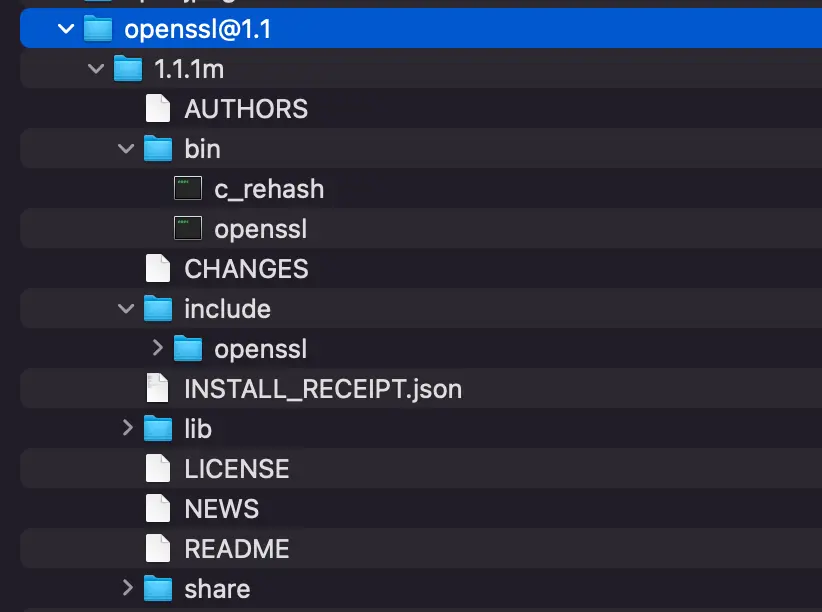 openssl@1.1
1.1.1m
AUTHORS
bin
c_rehash
openssl
CHANGES
include
openssl
INSTALL_RECEIPT.json
lib
LICENSE
NEWS
README
share